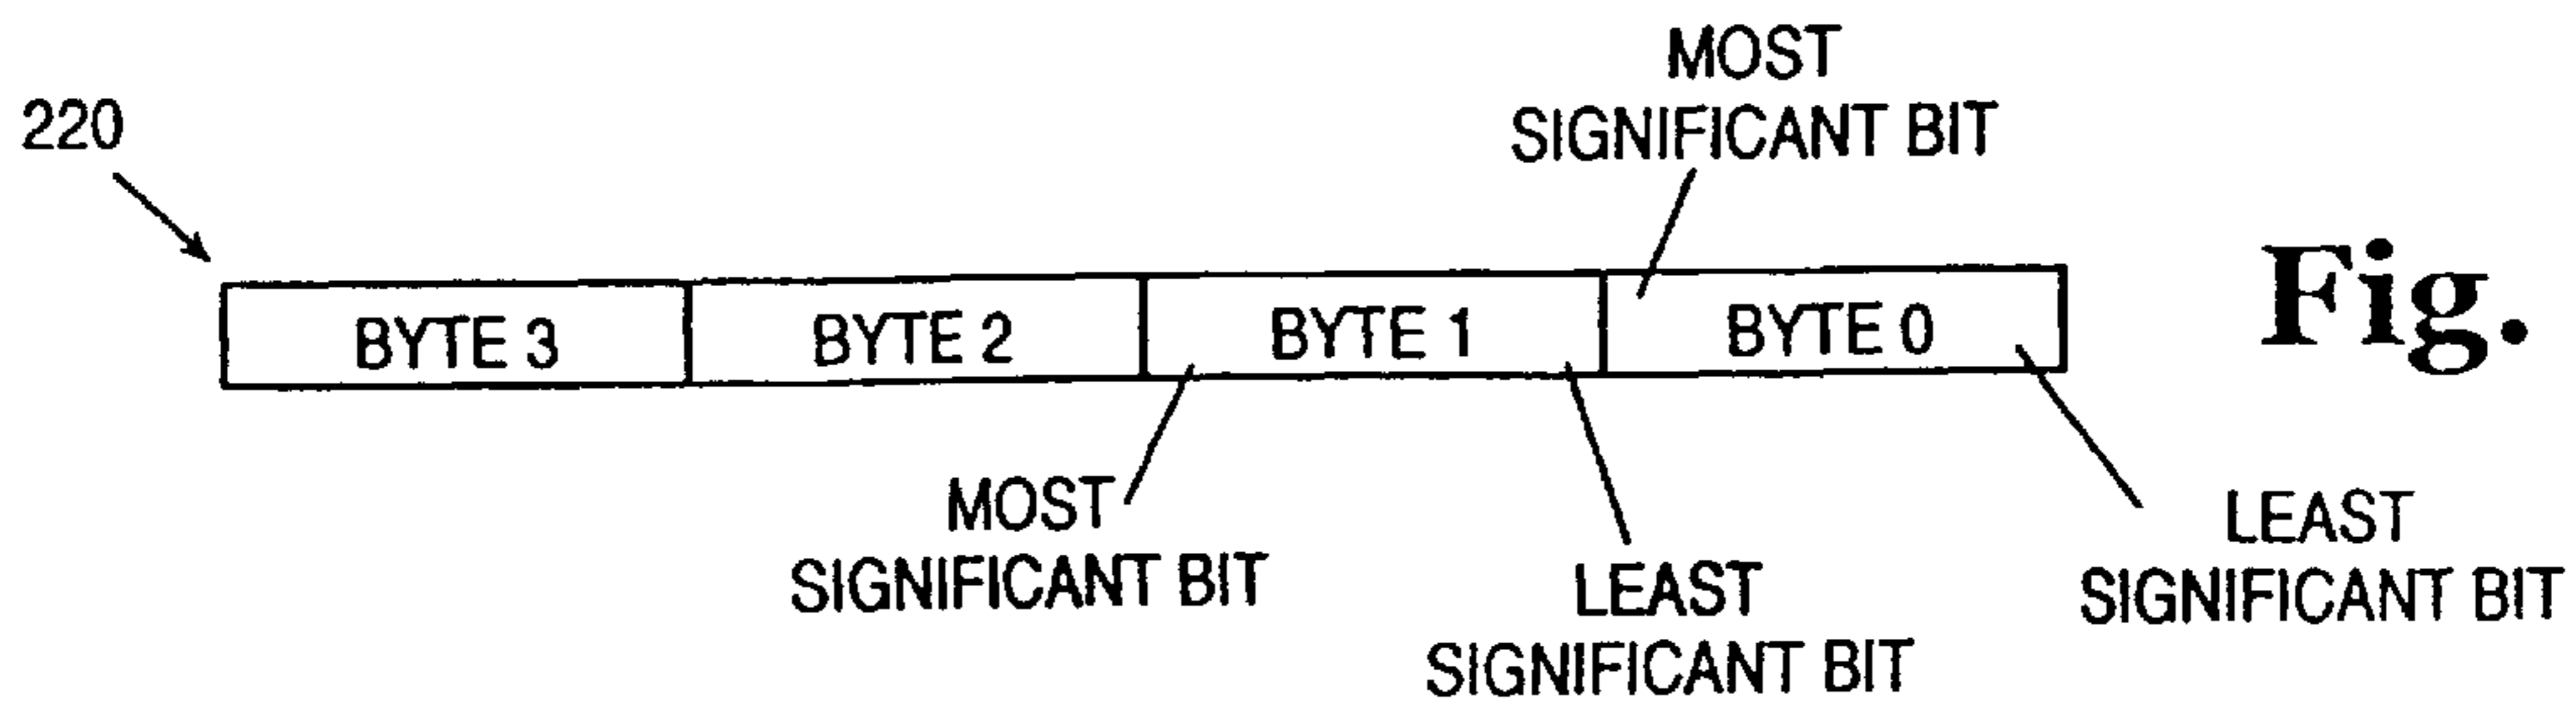 MOST
SIGNIFICANT BIT
220
Fig.
BYTE 3 BYTE 2 BYTE 1 BYTE 0
MOST
SIGNIFICANT BIT
LEAST
SIGNIFICANT BIT
LEAST
SIGNIFICANT BIT